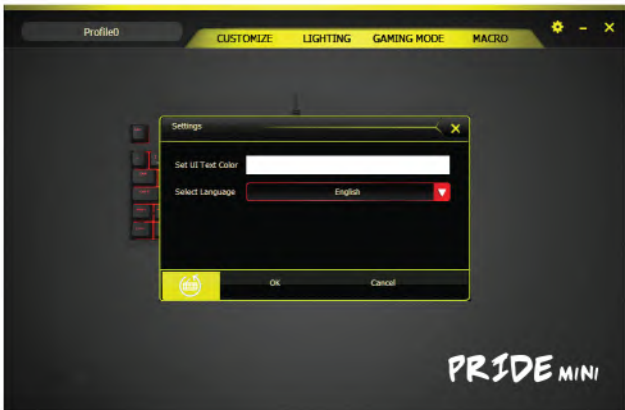 Profile0
CUSTOMIZE LIGHTING GAMING MODE MACRO
Settings
Set UI Text Color
Select Language English
OK Cancel
PRIDE MINI